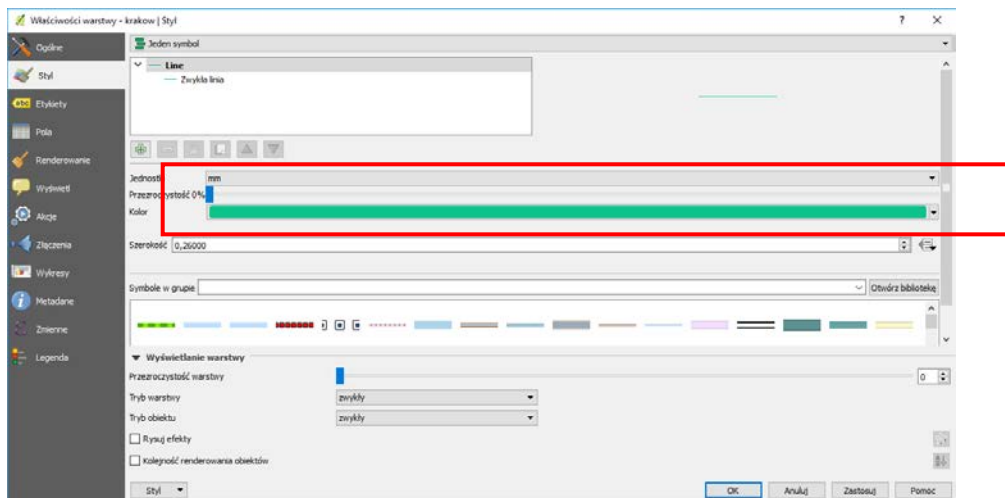 Właściwości warstwy - krakow | Styl
? ×
Ogólne
Jeden symbol
Styl
Line
Zwykła linia
Etykiety
Pola
Renderowanie
Wyświetl
Jednostk
mm
Przezroczystość 0%
Akcje
Kolor
Złączenia
Szerokość 0,26000
Wykresy
Symbole w grupie
Otwórz bibliotekę
Metadane
Zmienne
Legenda
Wyświetlanie warstwy
Przezroczystość warstwy
0
Tryb warstwy
zwykły
Tryb obiektu
zwykły
Rysuj efekty
Kolejność renderowania obiektów
Styl
OK
Anuluj
Zastosuj
Pomoc